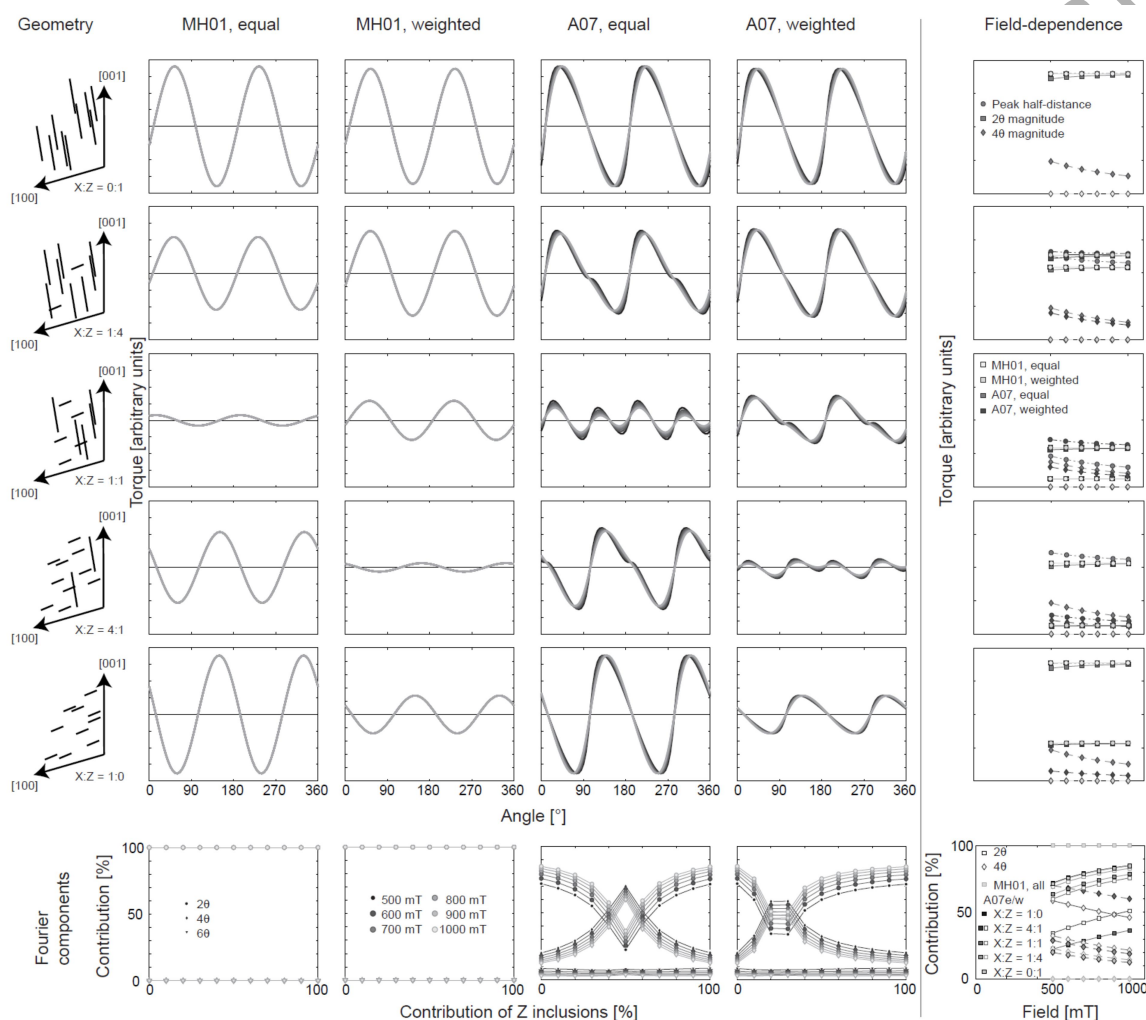 Geometry
MH01, equal
MH01, weighted
A07, equal
A07, weighted
Field-dependence
[001]
[100]
X:Z = 0:1
Peak half-distance
2θ magnitude
4θ magnitude
[001]
[100]
X:Z = 1:4
[001]
[100]
X:Z = 1:1
Torque [arbitrary units]
Torque [arbitrary units]
MH01, equal
MH01, weighted
A07, equal
A07, weighted
[001]
[100]
X:Z = 4:1
[001]
[100]
X:Z = 1:0
0 90 180 270 360
0 90 180 270 360
0 90 180 270 360
0 90 180 270 360
Angle [°]
Fourier components
Contribution [%]
100
50
0
2θ
4θ
6θ
500 mT
600 mT
700 mT
800 mT
900 mT
1000 mT
0 100
0 100
0 100
0 100
Contribution of Z inclusions [%]
Contribution [%]
100
50
0
2θ
4θ
MH01, all
A07e/w
X:Z = 1:0
X:Z = 4:1
X:Z = 1:1
X:Z = 1:4
X:Z = 0:1
0 500 1000
Field [mT]